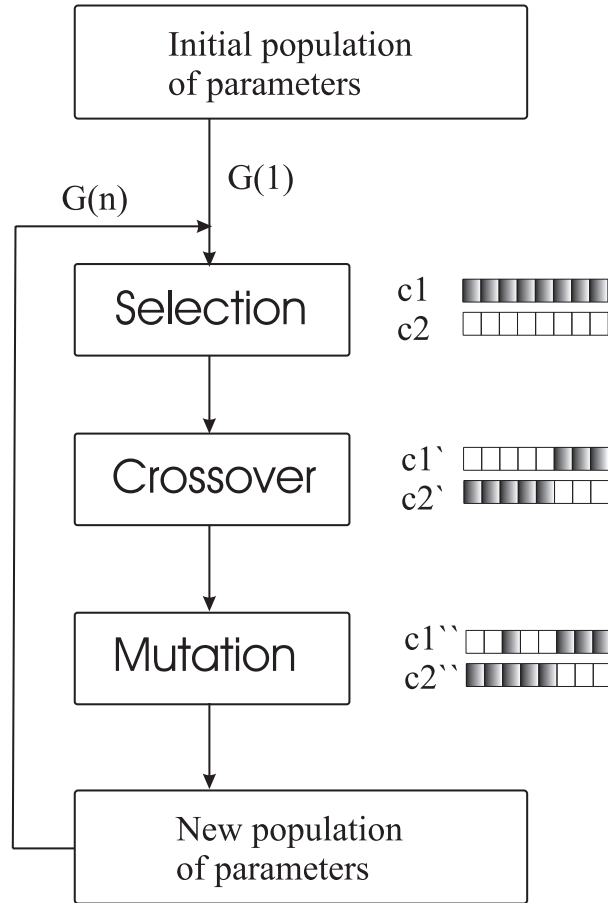 Initial population
of parameters
G(1)
G(n)
Selection
c1
c2
Crossover
c1`
c2`
Mutation
c1``
c2``
New population
of parameters